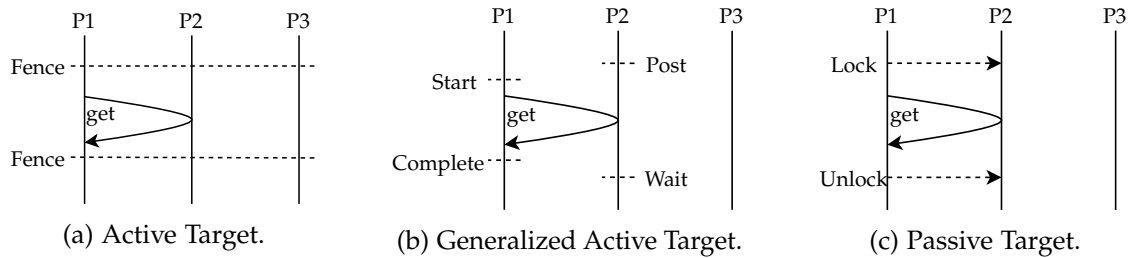 P1 P2 P3
Fence
get
Fence
(a) Active Target.
P1 P2 P3
Post
Start
get
Complete
Wait
(b) Generalized Active Target.
P1 P2 P3
Lock
get
Unlock
(c) Passive Target.